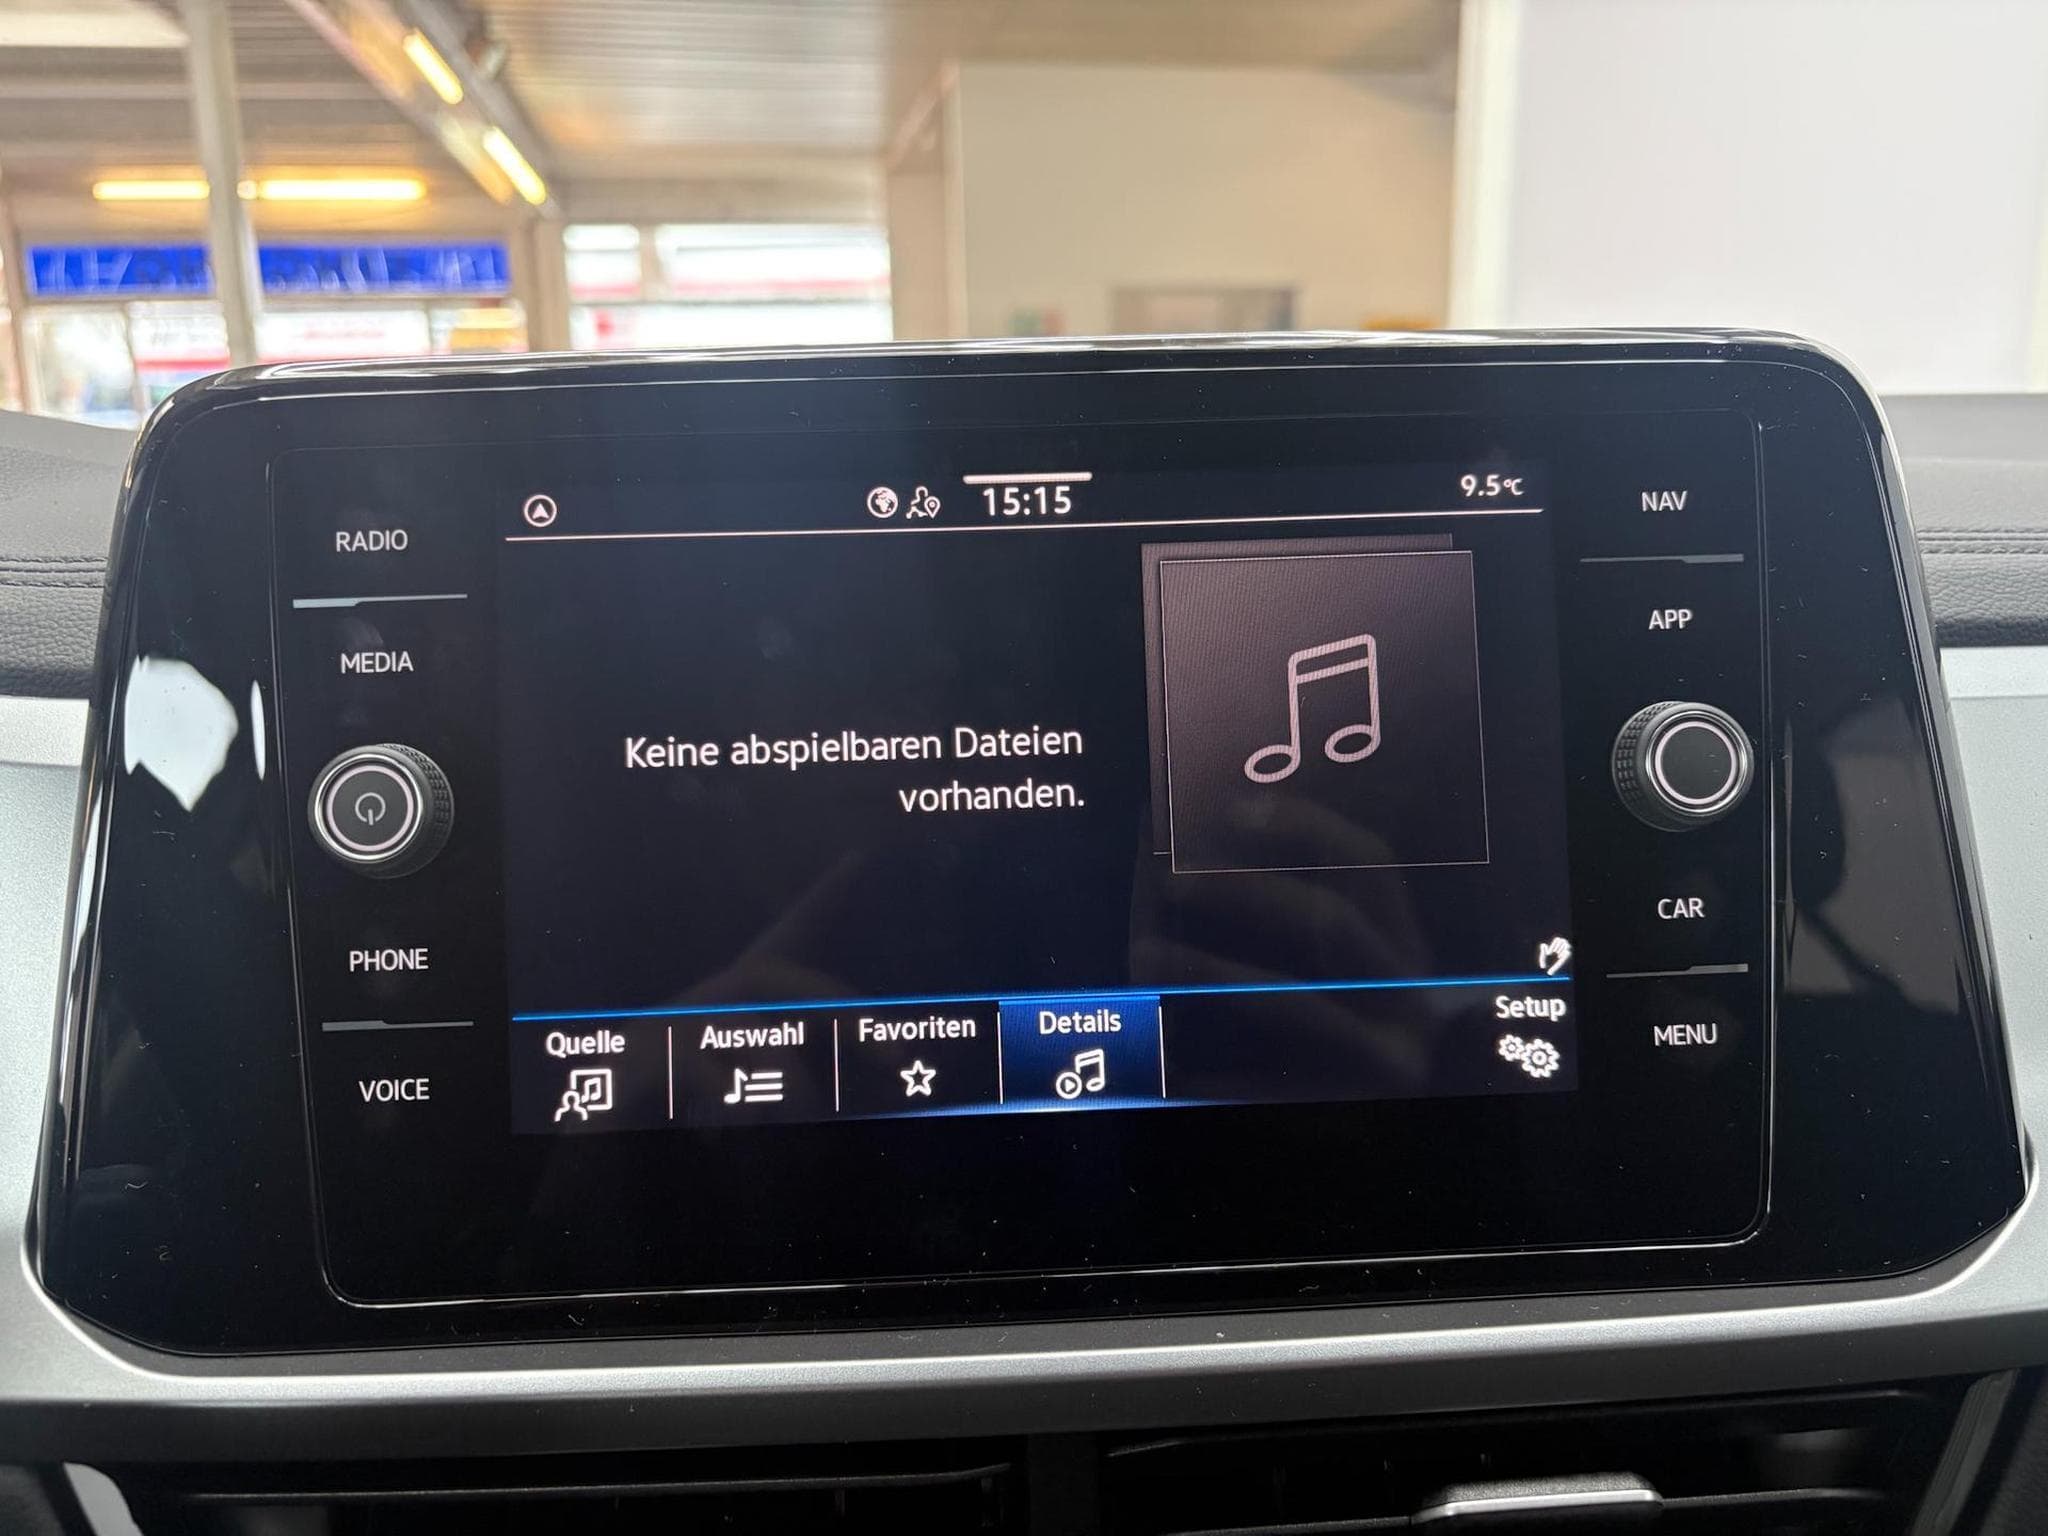 15:15
9.5°C
RADIO
MEDIA
PHONE
VOICE
Keine abspielbaren Dateien
vorhanden.
Quelle
Auswahl
Favoriten
Details
Setup
NAV
APP
CAR
MENU